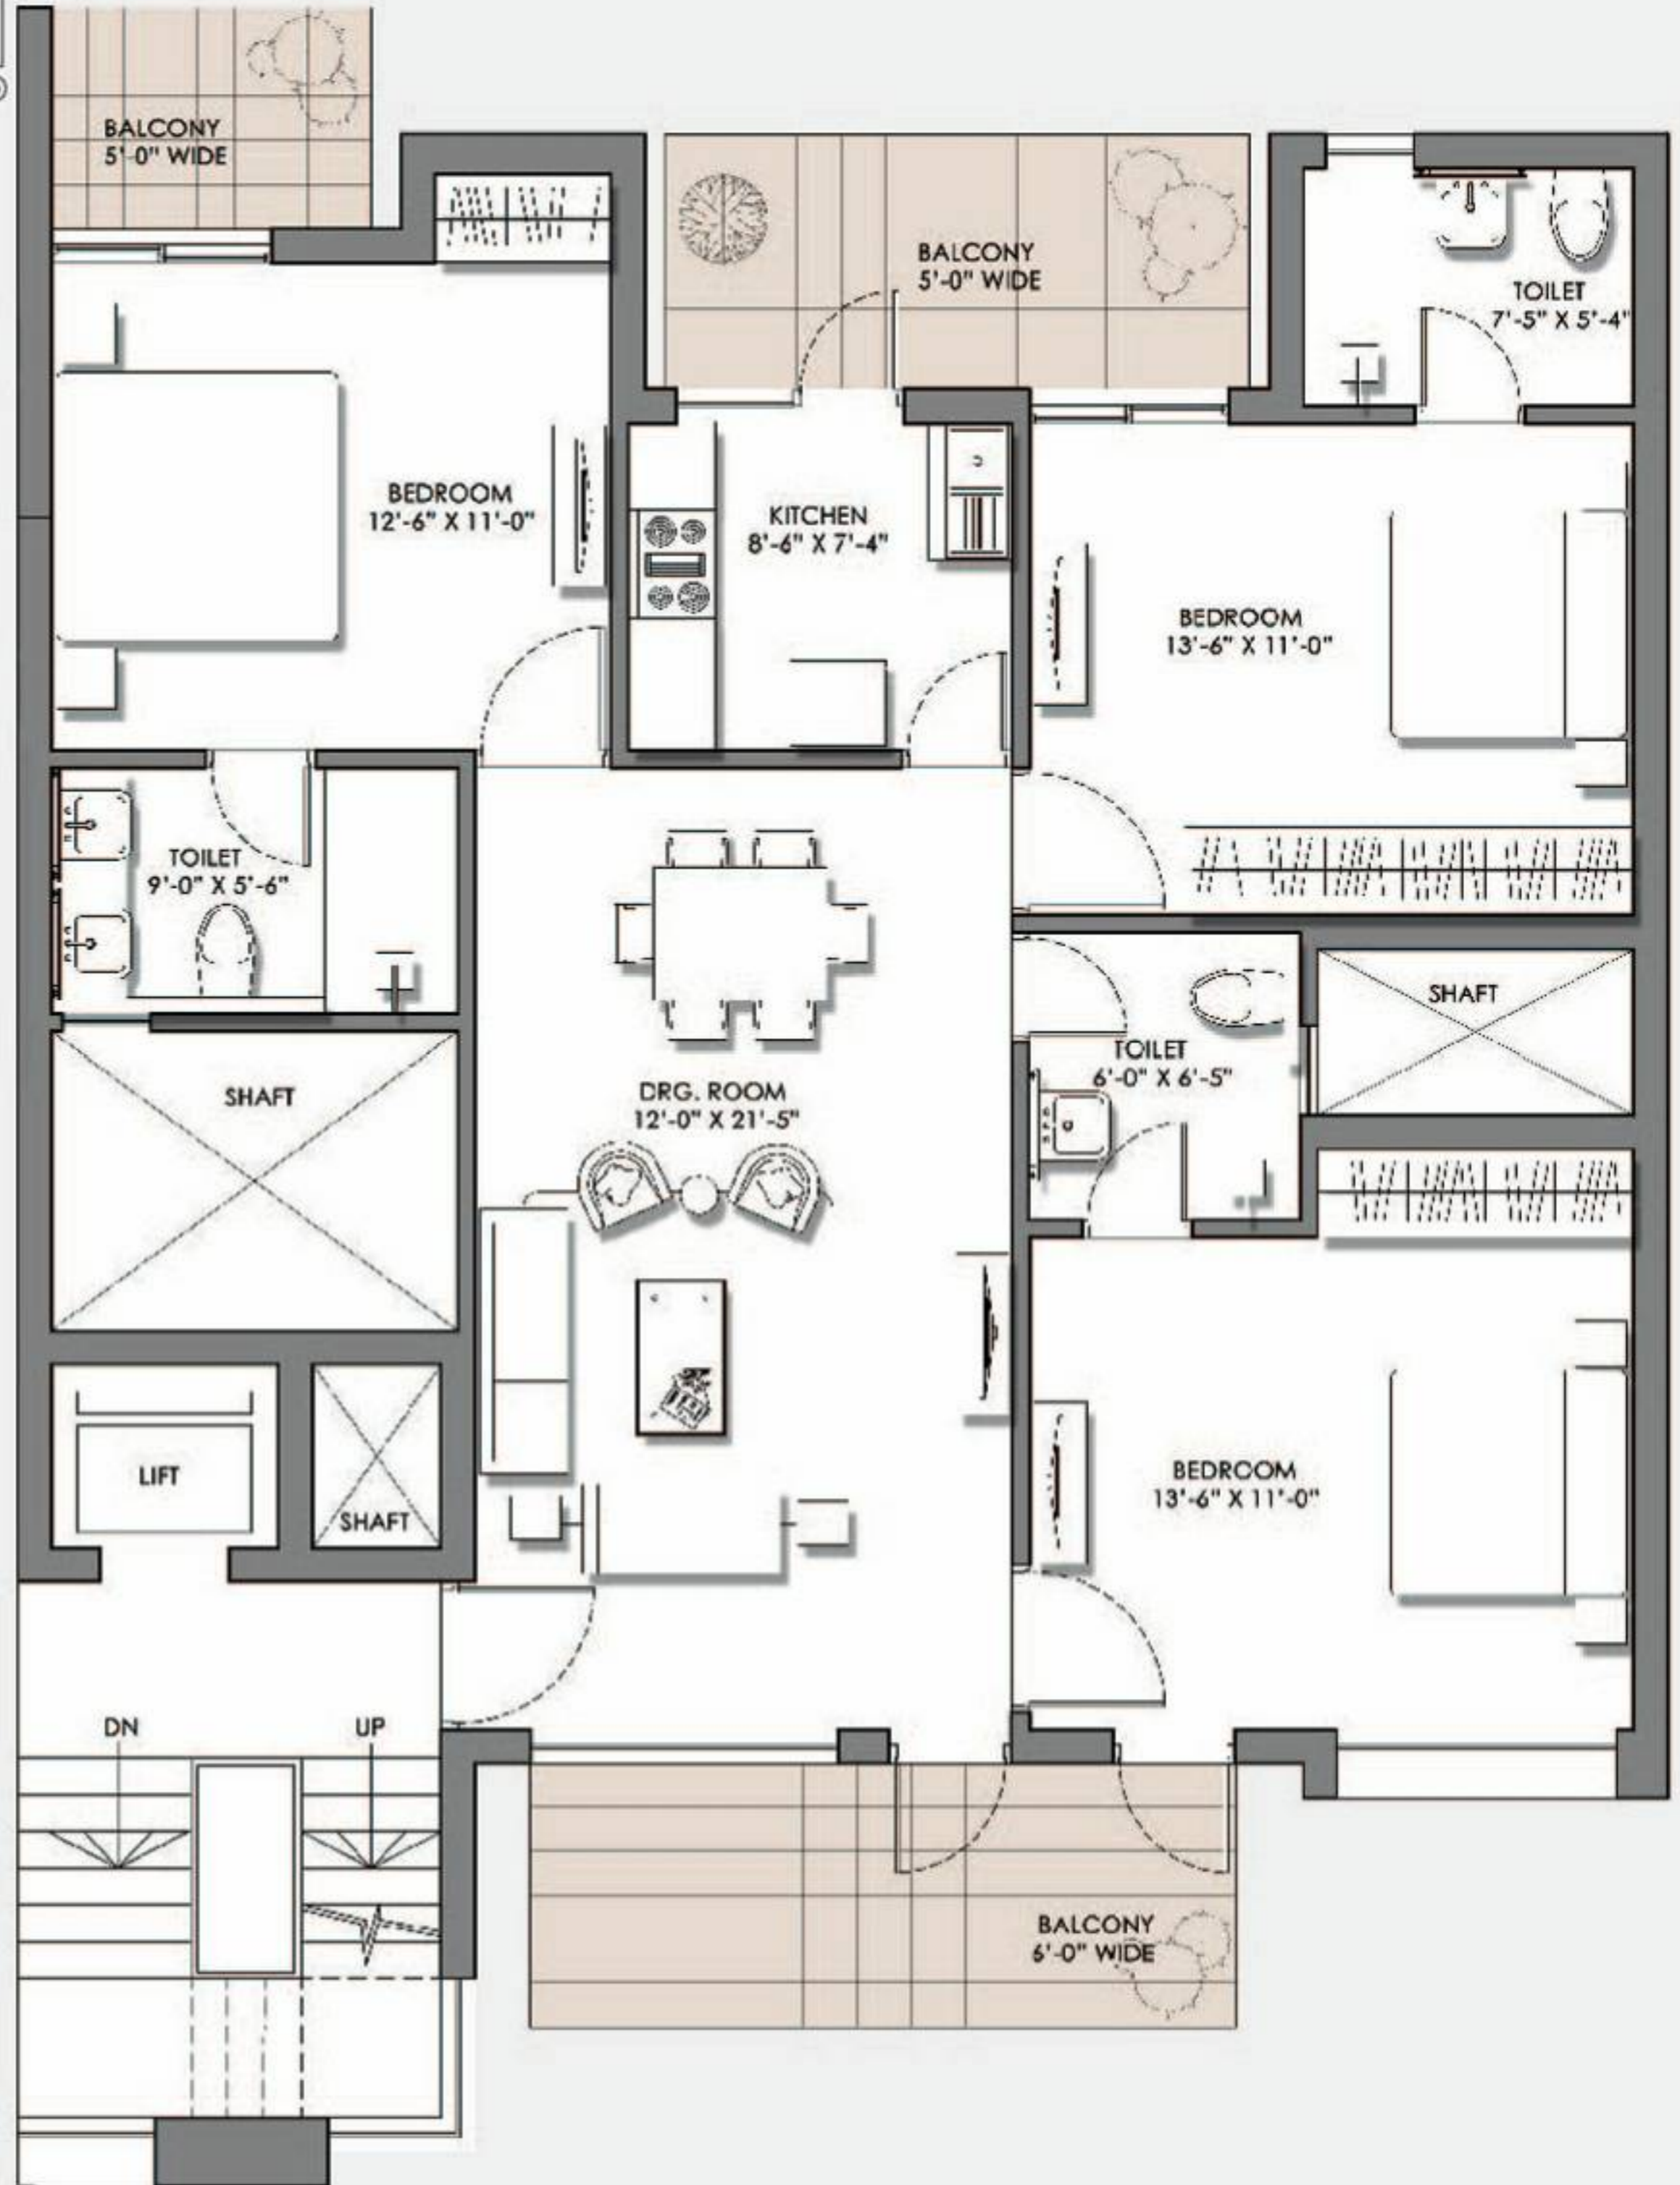 BALCONY
5'-0" WIDE
BALCONY
5'-0" WIDE
TOILET
7'-5" X 5'-4"
BEDROOM
12'-6" X 11'-0"
KITCHEN
8'-6" X 7'-4"
BEDROOM
13'-6" X 11'-0"
TOILET
9'-0" X 5'-6"
SHAFT
TOILET
6'-0" X 6'-5"
SHAFT
DRG. ROOM
12'-0" X 21'-5"
LIFT
SHAFT
BEDROOM
13'-6" X 11'-0"
DN
UP
BALCONY
6'-0" WIDE